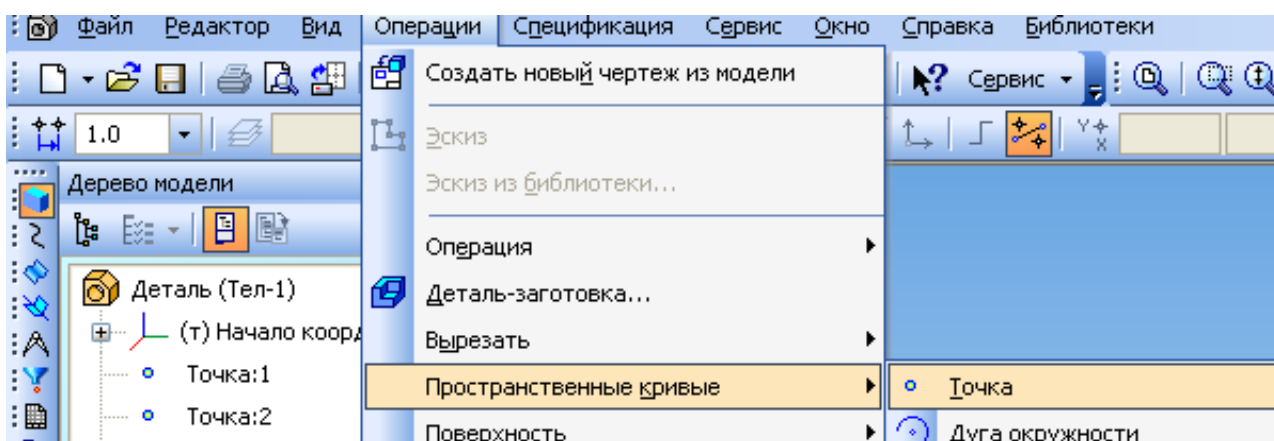 Файл Редактор Вид Операции Спецификация Сервис Окно Справка Библиотеки
Создать новый чертеж из модели
Сервис
1.0
Эскиз
Y
X
Дерево модели
Эскиз из библиотеки...
Операция
Деталь (Тел-1)
Деталь-заготовка...
(т) Начало коорд
Вырезать
Точка:1
Пространственные кривые
Точка
Точка:2
Поверхность
Дуга окружности